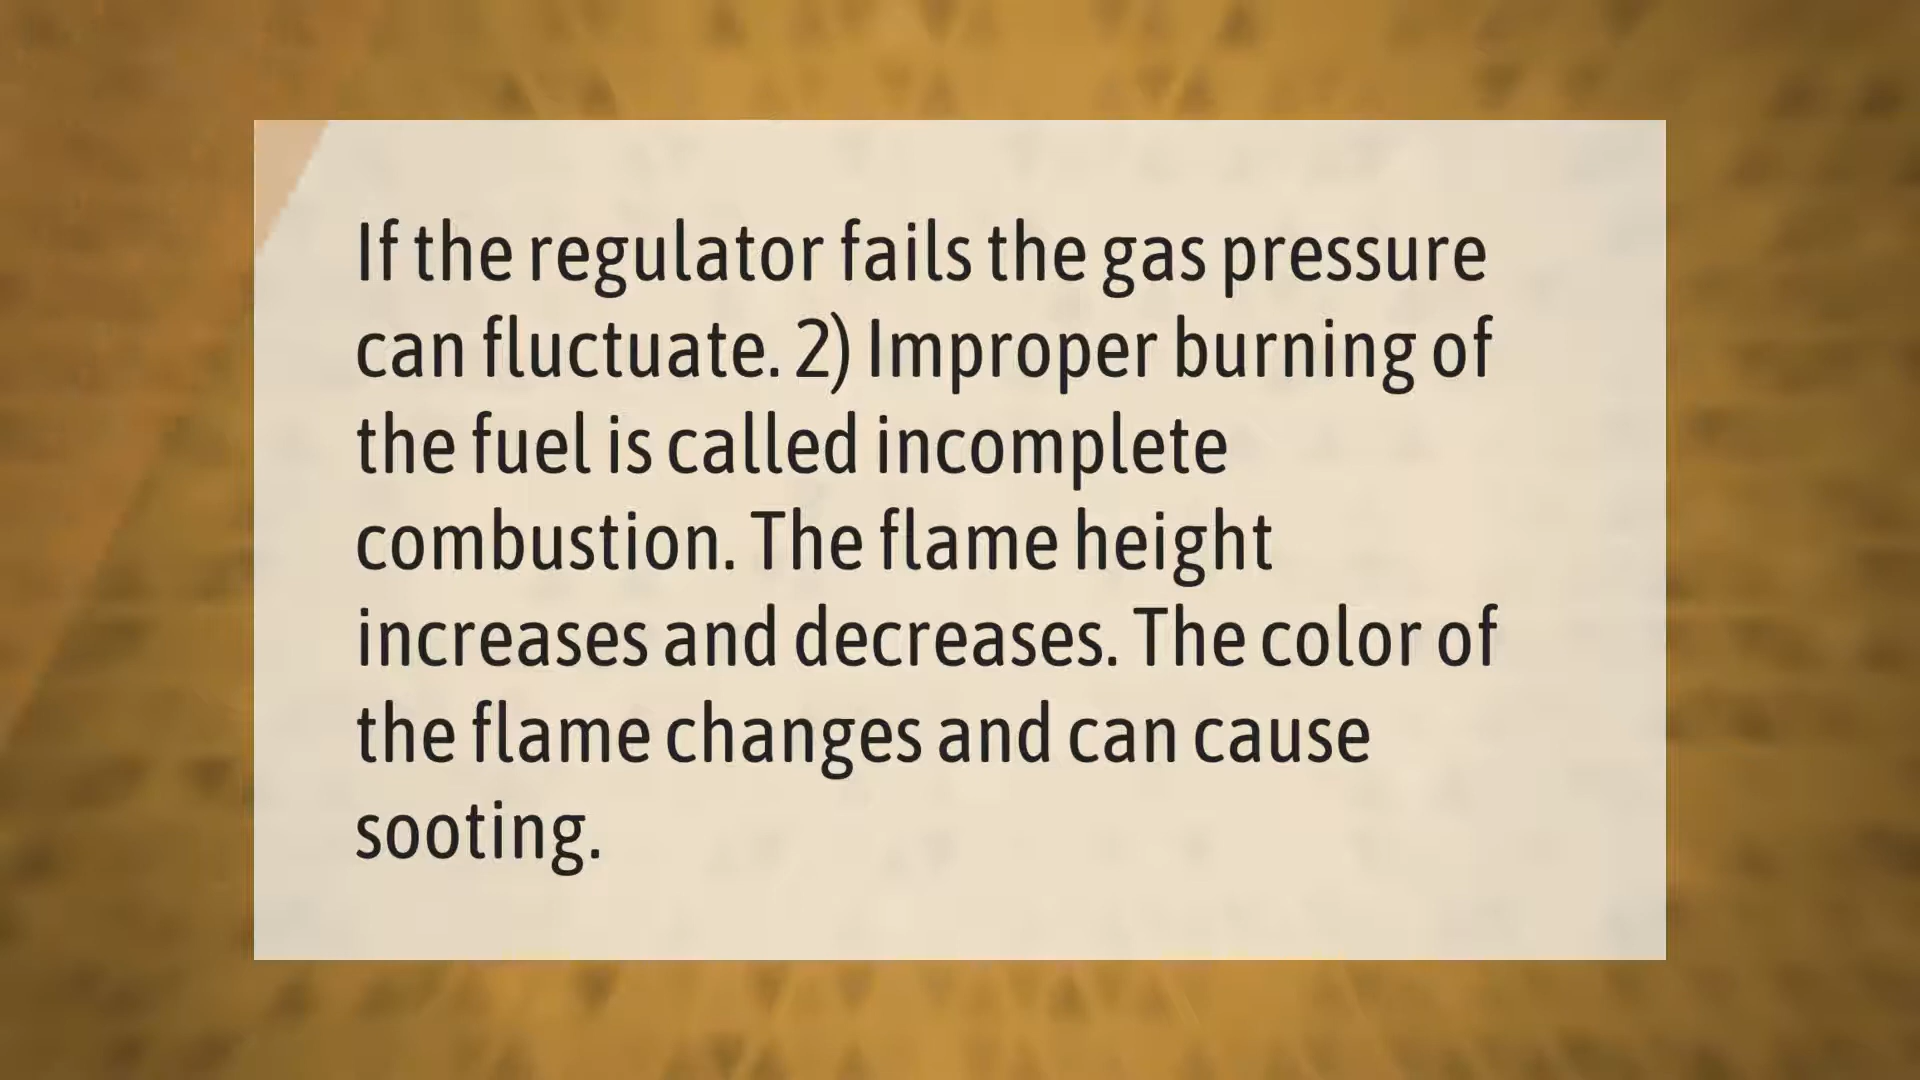 If the regulator fails the gas pressure
can fluctuate. 2) Improper burning of
the fuel is called incomplete
combustion. The flame height
increases and decreases. The color of
the flame changes and can cause
sooting.